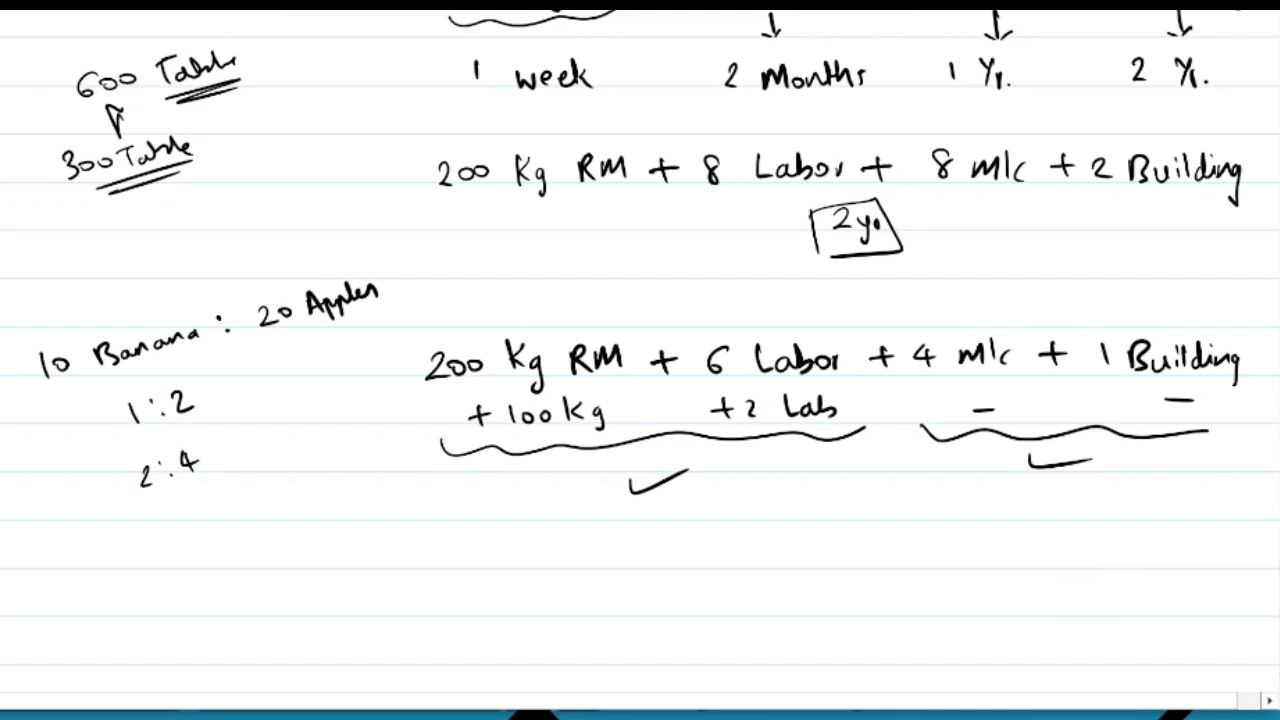 600 Table
300 Table
1 week 2 Months 1 Yr. 2 Yr.
200 Kg RM + 8 Labor + 8 M/c + 2 Building
2 yr.
10 Banana : 20 Apples
1:2
2:4
200 Kg RM + 6 Labor + 4 M/c + 1 Building
+ 100 Kg + 2 Lab - -